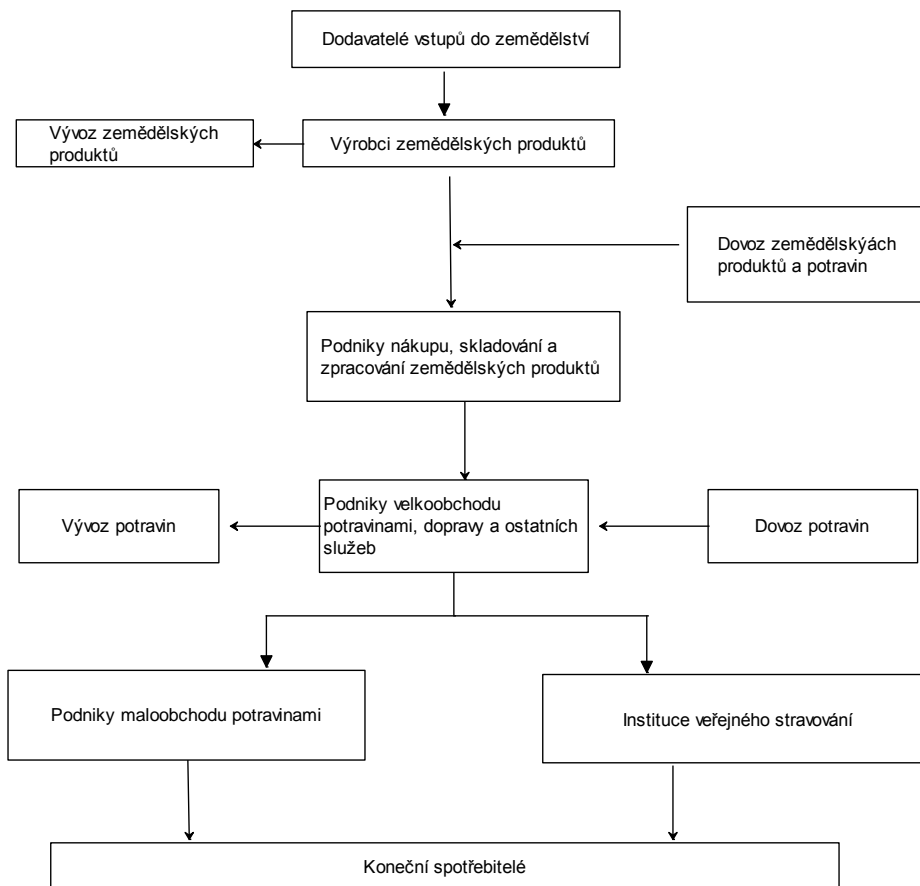 Dodavatelé vstupů do zemědělství
Vývoz zemědělských
produktů
Výrobci zemědělských produktů
Dovoz zemědělskýách
produktů a potravin
Podniky nákupu, skladování a
zpracování zemědělských produktů
Vývoz potravin
Podniky velkoobchodu
potravinami, dopravy a ostatních
služeb
Dovoz potravin
Podniky maloobchodu potravinami
Instituce veřejného stravování
Koneční spotřebitelé